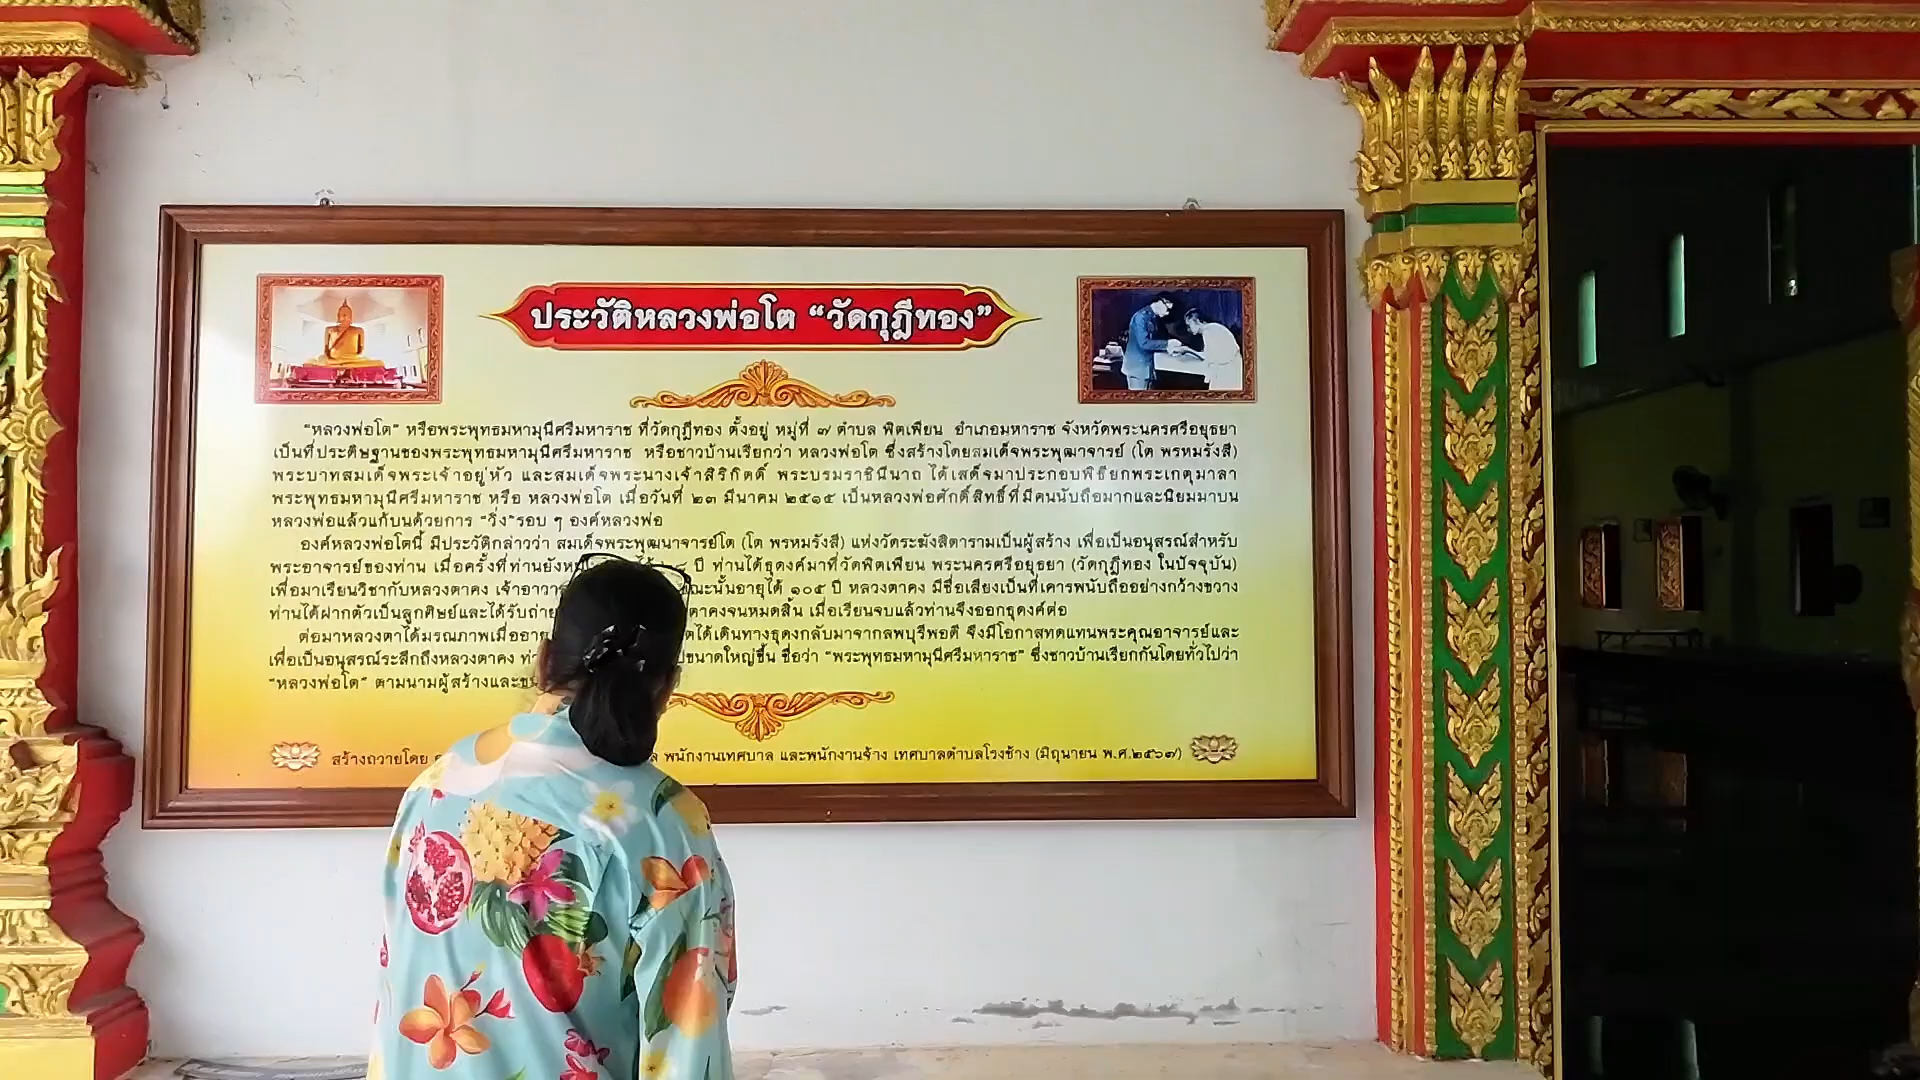 ประวัติหลวงพ่อโต “วัดกุฎีทอง”
“หลวงพ่อโต” หรือพระพุทธมหามุนีศรีมหาราช ที่วัดกุฎีทอง ตั้งอยู่ หมู่ที่ ๗ ตำบล พิตเพียน อำเภอมหาราช จังหวัดพระนครศรีอยุธยา
เป็นที่ประดิษฐานของพระพุทธมหามุนีศรีมหาราช หรือชาวบ้านเรียกว่า หลวงพ่อโต ซึ่งสร้างโดยสมเด็จพระพุฒาจารย์ (โต พรหมรังสี)
พระบาทสมเด็จพระเจ้าอยู่หัว และสมเด็จพระนางเจ้าสิริกิตติ์ พระบรมราชินีนาถ ได้เสด็จมาประกอบพิธียกพระเกตุมาลา
พระพุทธมหามุนีศรีมหาราช หรือ หลวงพ่อโต เมื่อวันที่ ๒๓ มีนาคม ๒๕๑๕ เป็นหลวงพ่อศักดิ์สิทธิ์ที่มีคนนับถือมากและนิยมมาบน
หลวงพ่อแล้วแก้บนด้วยการ “วิ่ง”รอบ ๆ องค์หลวงพ่อ
องค์หลวงพ่อโตนี้ มีประวัติกล่าวว่า สมเด็จพระพุฒนาจารย์โต (โต พรหมรังสี) แห่งวัดระฆังสิตารามเป็นผู้สร้าง เพื่อเป็นอนุสรณ์สำหรับ
พระอาจารย์ของท่าน เมื่อครั้งที่ท่านยัง ปี ท่านได้ธุดงค์มาที่วัดพิตเพียน พระนครศรีอยุธยา (วัดกุฎีทอง ในปัจจุบัน)
เพื่อมาเรียนวิชากับหลวงตาคง เจ้าอาวา ณะนั้นอายุได้ ๑๐๕ ปี หลวงตาคง มีชื่อเสียงเป็นที่เคารพนับถืออย่างกว้างขวาง
ท่านได้ฝากตัวเป็นลูกศิษย์และได้รับถ่าย ตาคงจนหมดสิ้น เมื่อเรียนจบแล้วท่านจึงออกธุดงค์ต่อ
ต่อมาหลวงตาได้มรณภาพเมื่ออายุ ได้เดินทางธุดงกลับมาจากลพบุรีพอดี จึงมีโอกาสทดแทนพระคุณอาจารย์และ
เพื่อเป็นอนุสรณ์ระลึกถึงหลวงตาคง ขนาดใหญ่ขึ้น ชื่อว่า “พระพุทธมหามุนีศรีมหาราช” ซึ่งชาวบ้านเรียกกันโดยทั่วไปว่า
“หลวงพ่อโต” ตามนามผู้สร้างและ
สร้างถวายโดย พนักงานเทศบาล และพนักงานจ้าง เทศบาลตำบลโรงช้าง (มิถุนายน พ.ศ.๒๕๖๗)